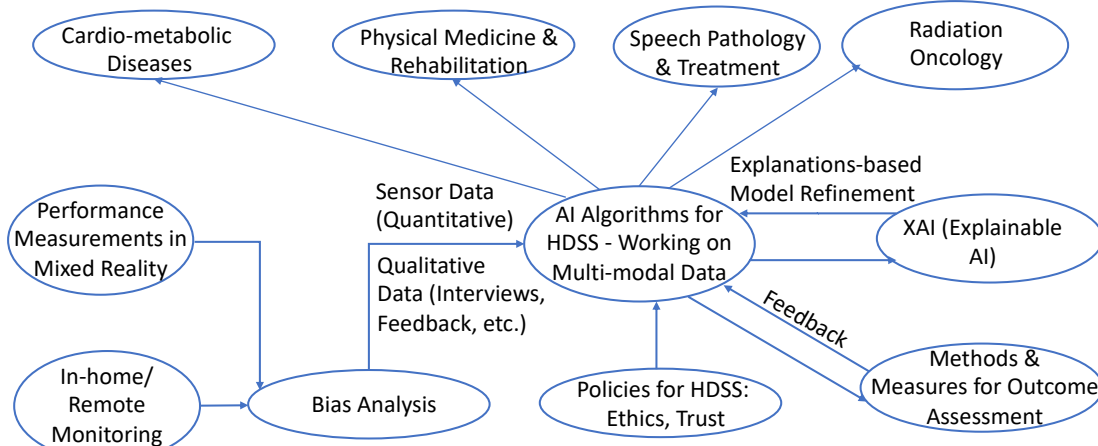 Cardio-metabolic
Diseases
Physical Medicine &
Rehabilitation
Speech Pathology
& Treatment
Radiation
Oncology
Explanations-based
Model Refinement
Sensor Data
(Quantitative)
Performance
Measurements in
Mixed Reality
AI Algorithms for
HDSS - Working on
Multi-modal Data
XAI (Explainable
AI)
Qualitative
Data (Interviews,
Feedback, etc.)
Feedback
In-home/
Remote
Monitoring
Bias Analysis
Policies for HDSS:
Ethics, Trust
Methods &
Measures for Outcome
Assessment